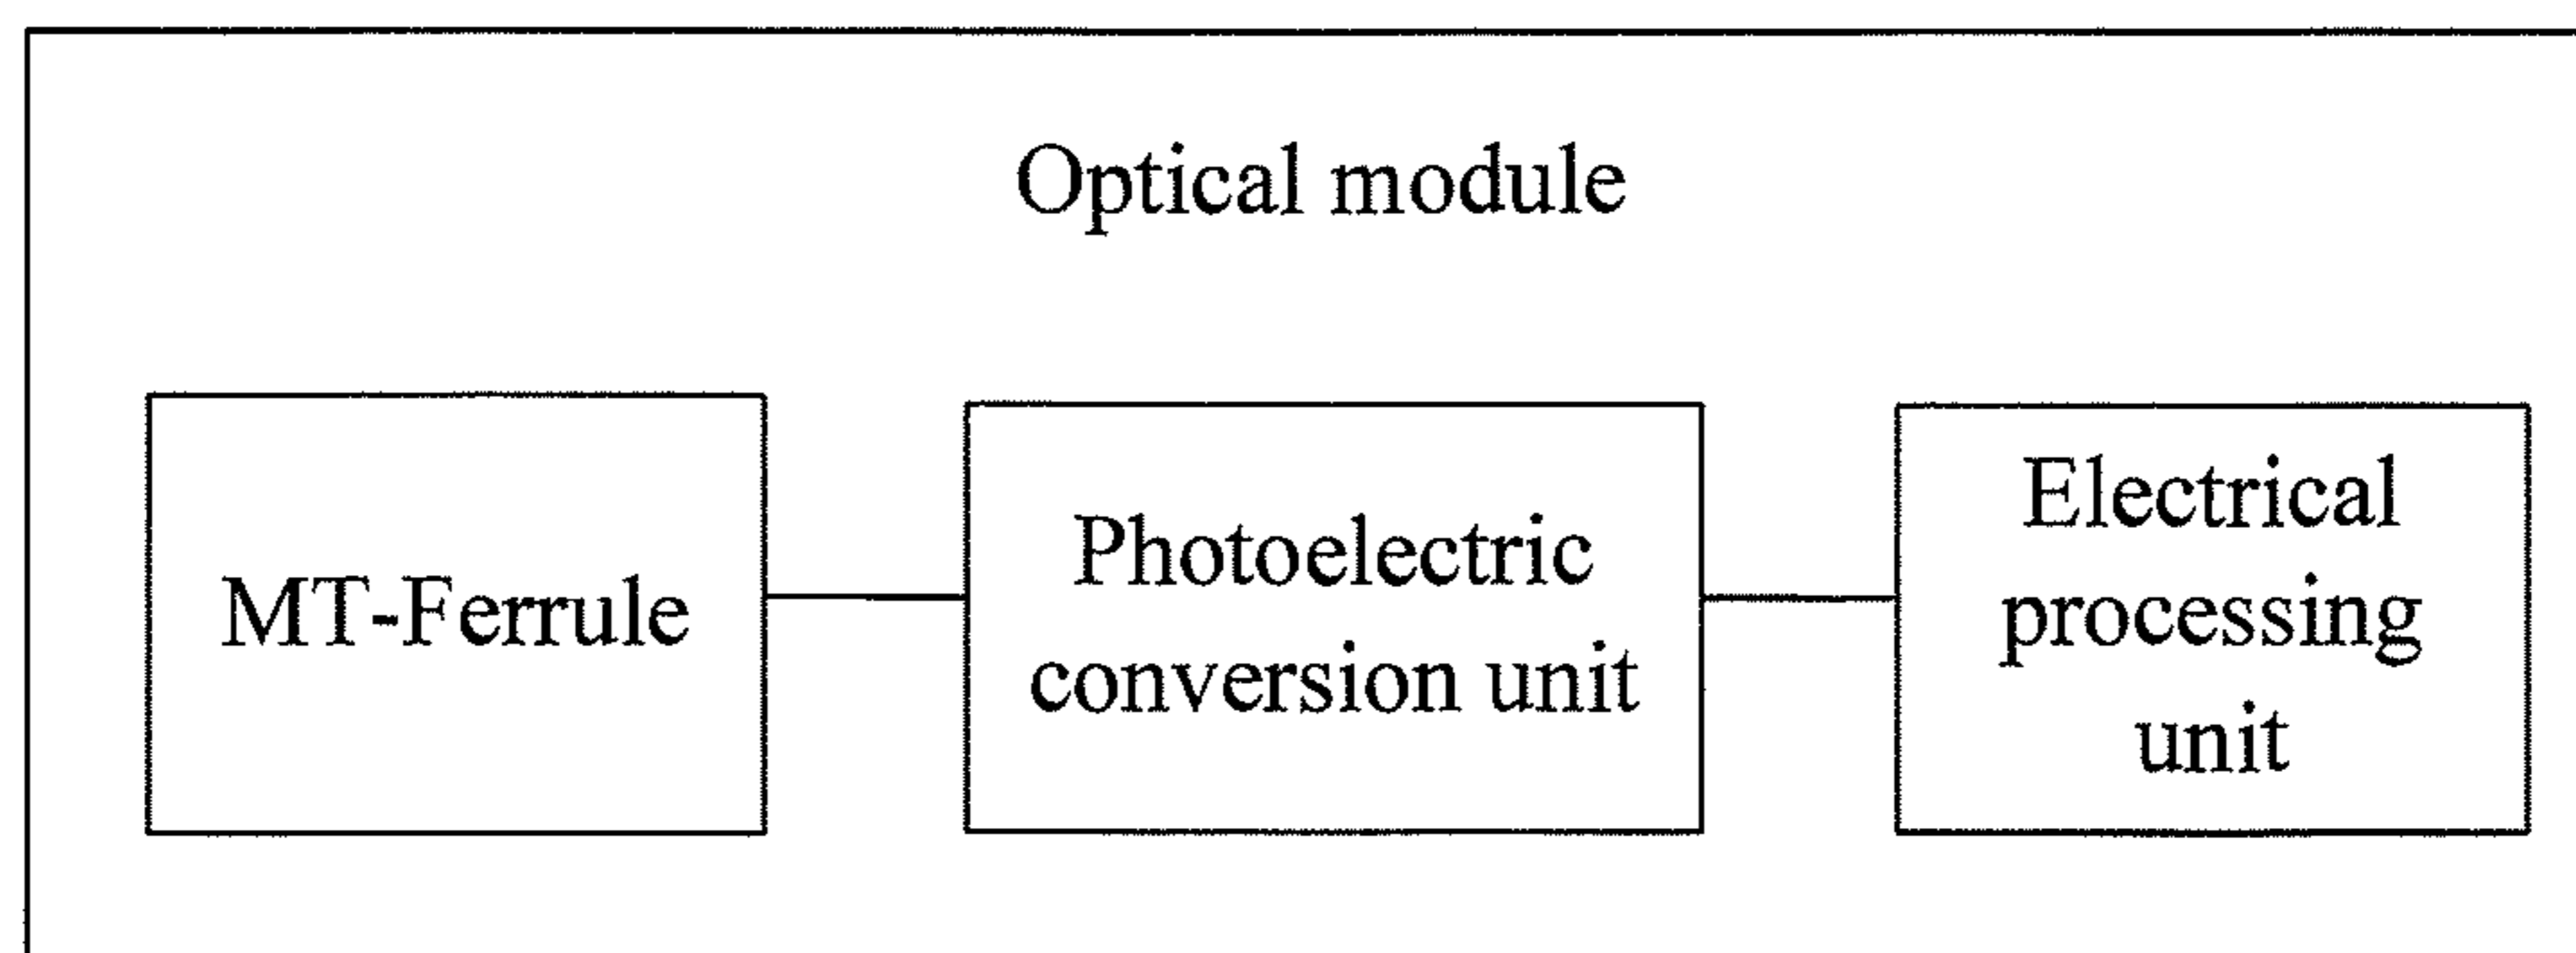 Optical module
MT-Ferrule
Photoelectric
conversion unit
Electrical
processing
unit